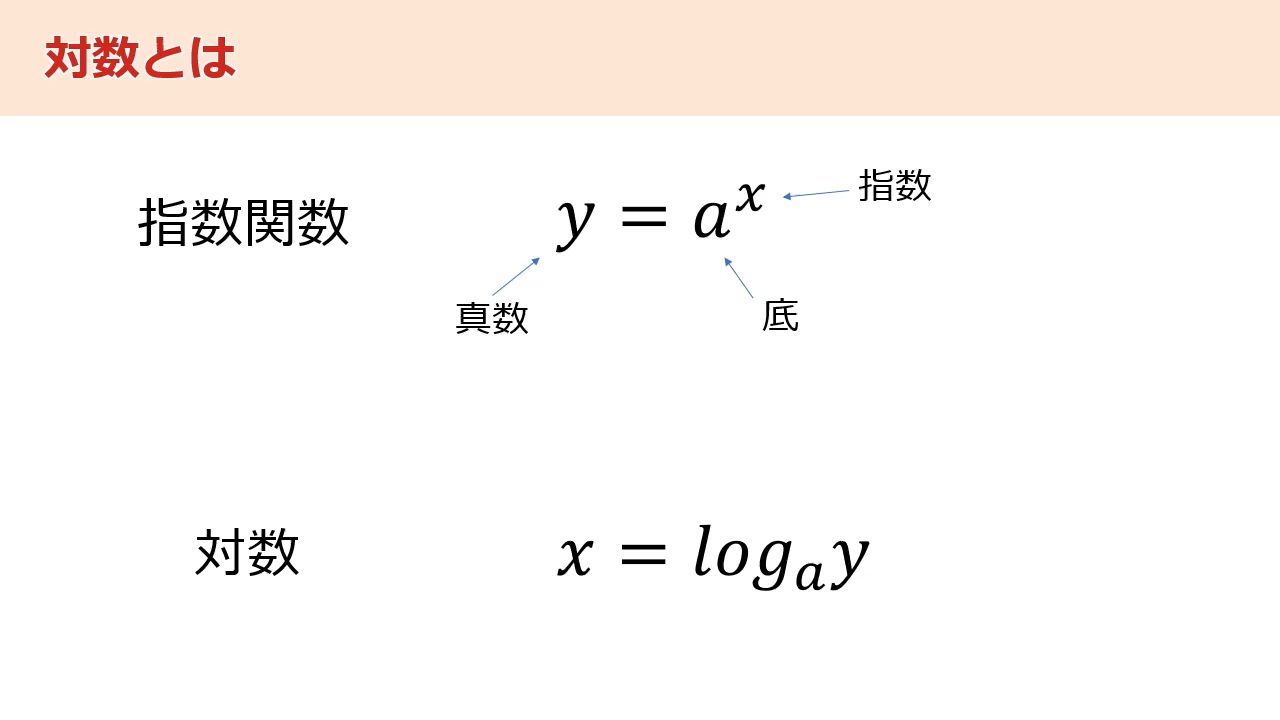 対数とは
指数関数 y = a^x 指数
真数 底
対数 x = log_a y